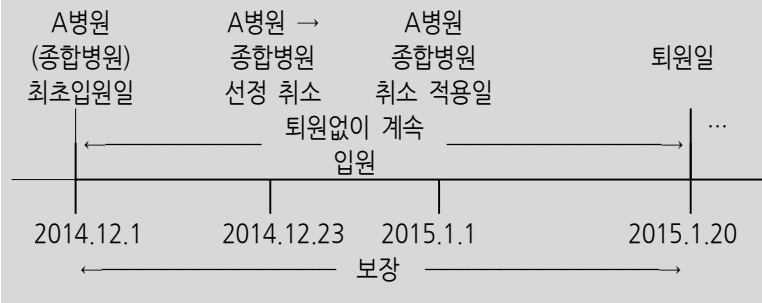 A병원
(종합병원)
최초입원일
A병원 →
종합병원
선정 취소
A병원
종합병원
취소 적용일
퇴원일
…
퇴원없이 계속
입원
2014.12.1
2014.12.23
2015.1.1
2015.1.20
보장